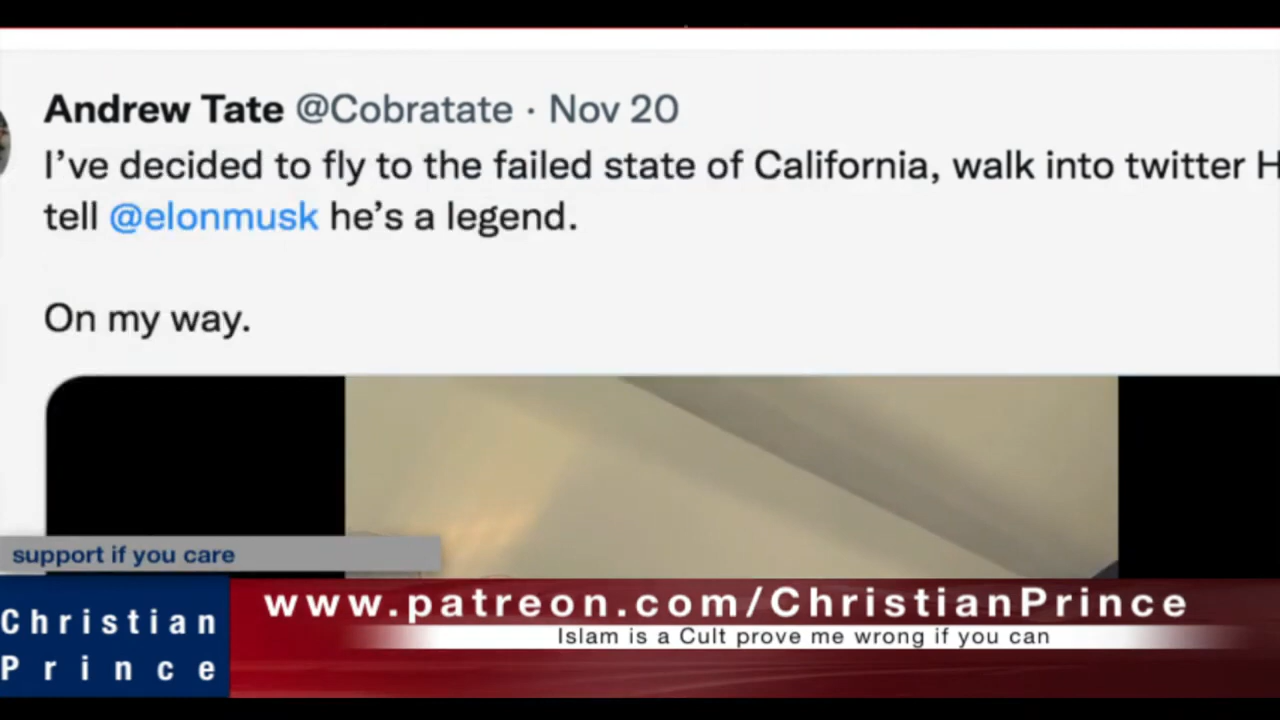 Andrew Tate @Cobratate · Nov 20
I’ve decided to fly to the failed state of California, walk into twitter H
tell @elonmusk he’s a legend.
On my way.
support if you care
Christian
Prince
www.patreon.com/ChristianPrince
Islam is a Cult prove me wrong if you can